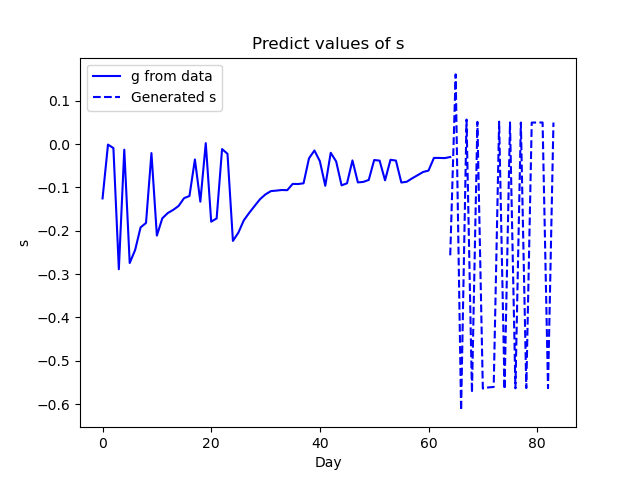 Predict values of s
g from data
Generated s
0.1
0.0
−0.1
−0.2
−0.3
−0.4
−0.5
−0.6
s
0 20 40 60 80
Day